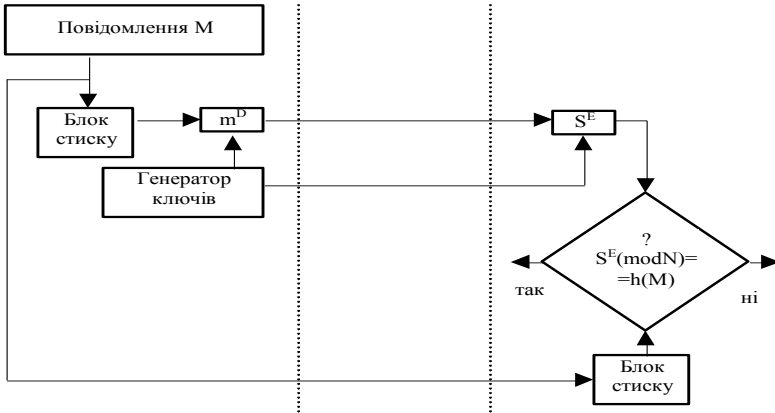 Повідомлення М
Блок
стиску
m^D
S^E
Генератор
ключів
?
S^E(modN)=
=h(M)
так
ні
Блок
стиску